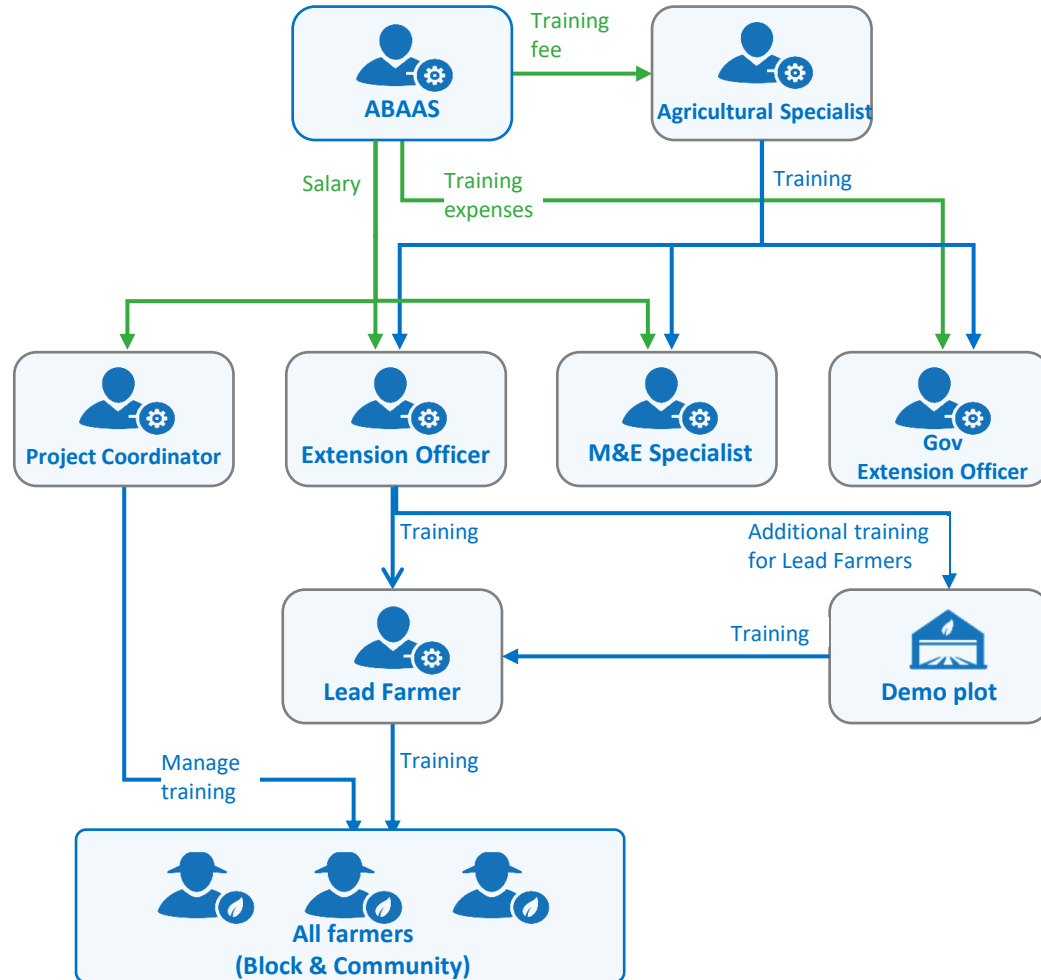 Training
fee
ABAAS
Agricultural Specialist
Salary
Training
expenses
Training
Project Coordinator
Extension Officer
M&E Specialist
Gov
Extension Officer
Training
Additional training
for Lead Farmers
Training
Lead Farmer
Demo plot
Manage
training
Training
All farmers
(Block & Community)